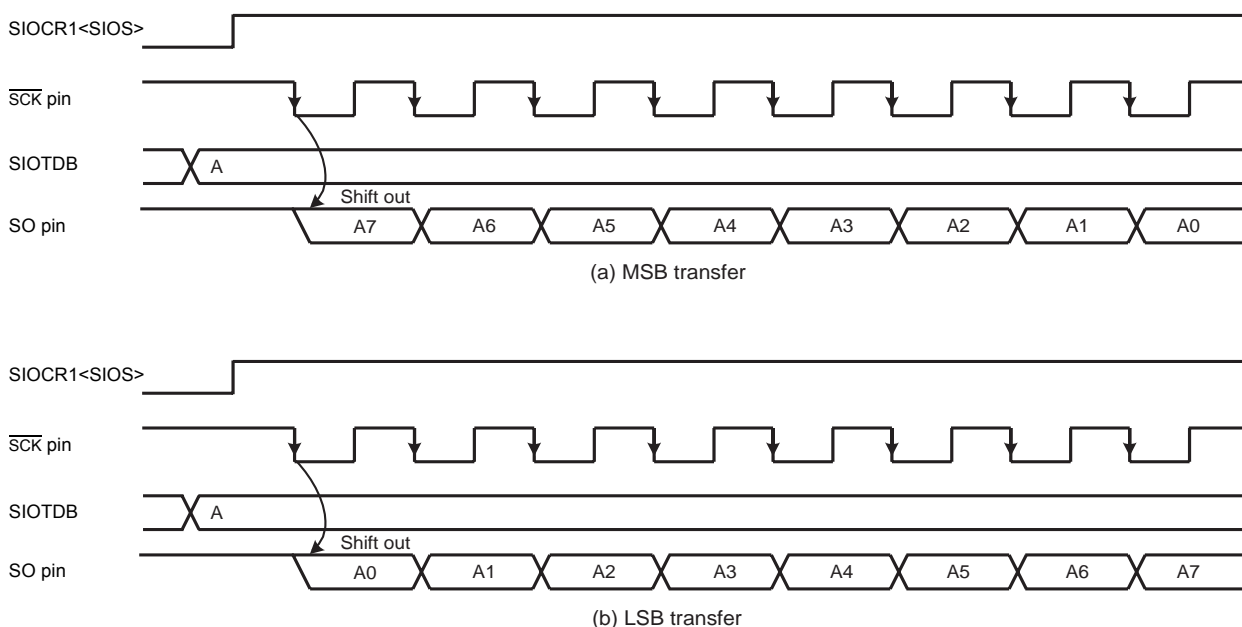 SIOCR1<SIOS>
SCK pin
SIOTDB
A
Shift out
SO pin
A7 A6 A5 A4 A3 A2 A1 A0
(a) MSB transfer
SIOCR1<SIOS>
SCK pin
SIOTDB
A
Shift out
SO pin
A0 A1 A2 A3 A4 A5 A6 A7
(b) LSB transfer